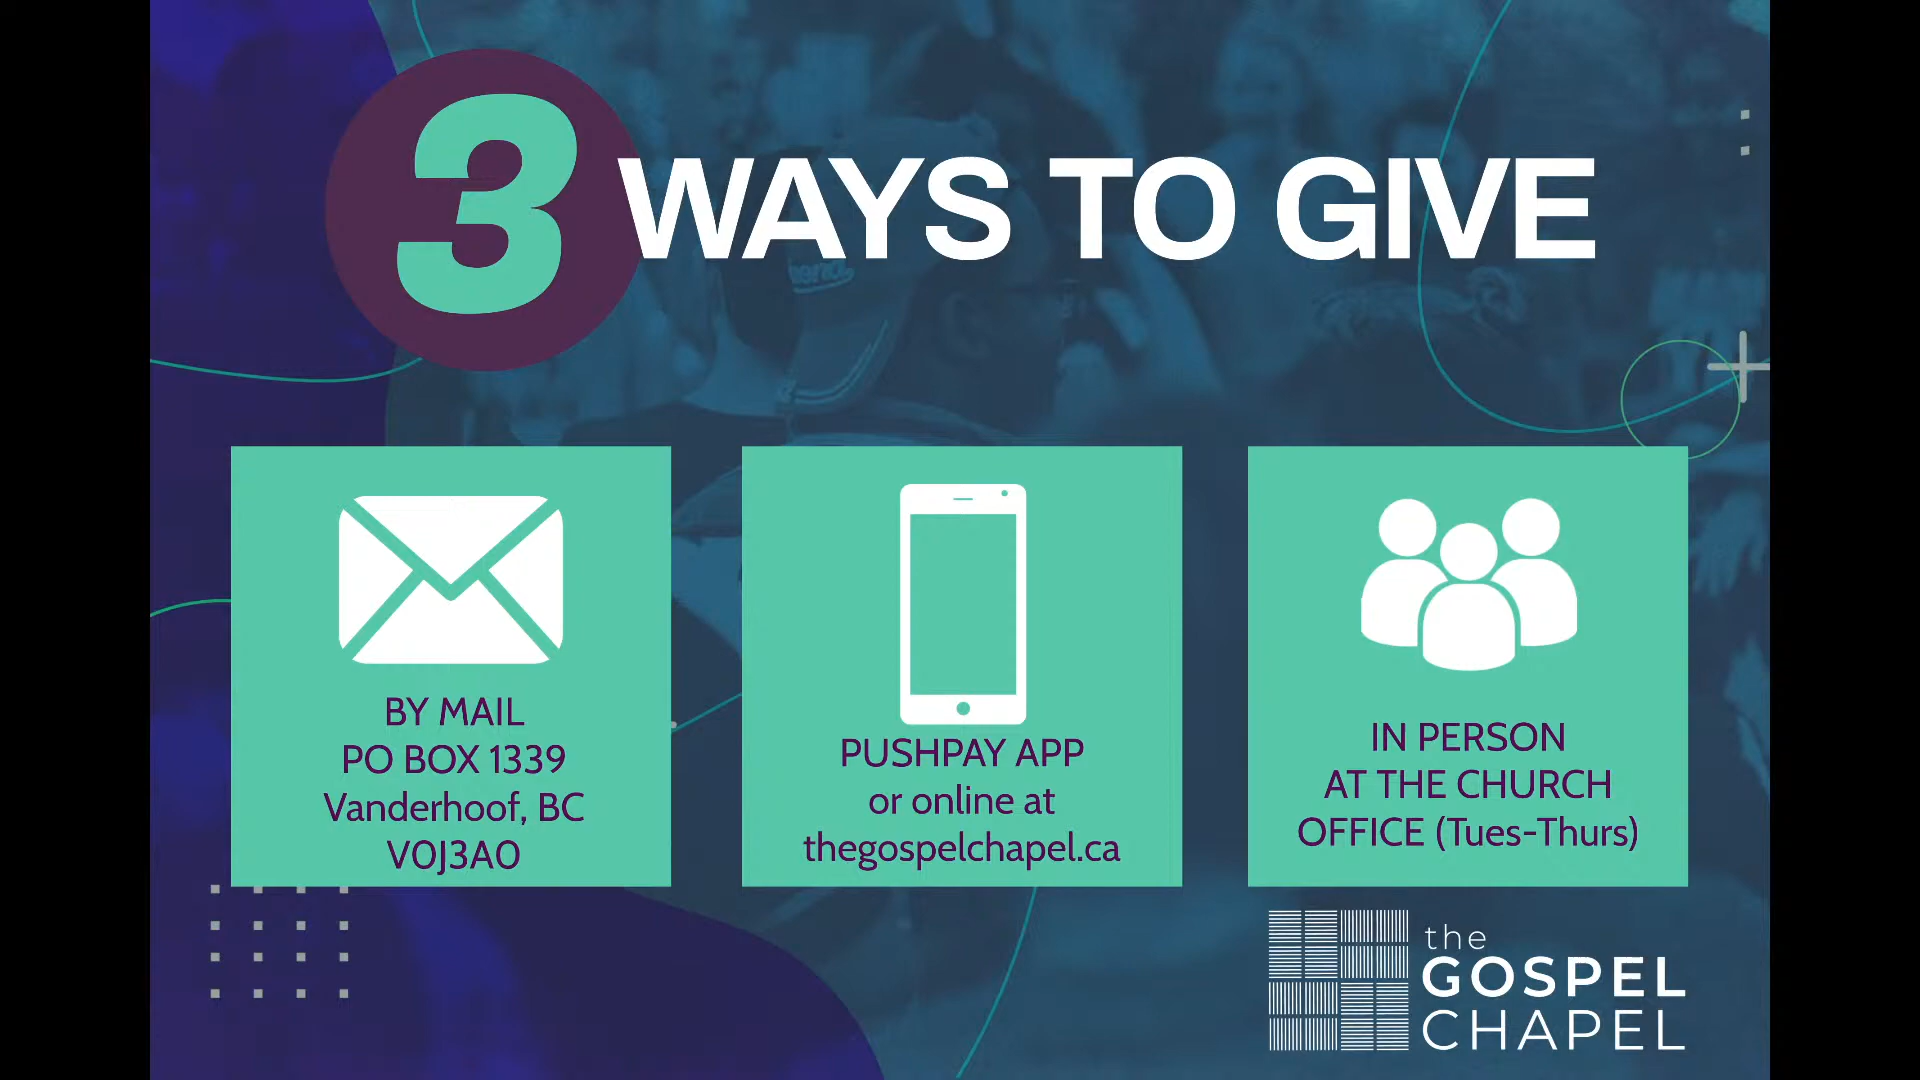 3 WAYS TO GIVE
BY MAIL
PO BOX 1339
Vanderhoof, BC
V0J3A0
PUSHPAY APP
or online at
thegospelchapel.ca
IN PERSON
AT THE CHURCH
OFFICE (Tues-Thurs)
the
GOSPEL
CHAPEL